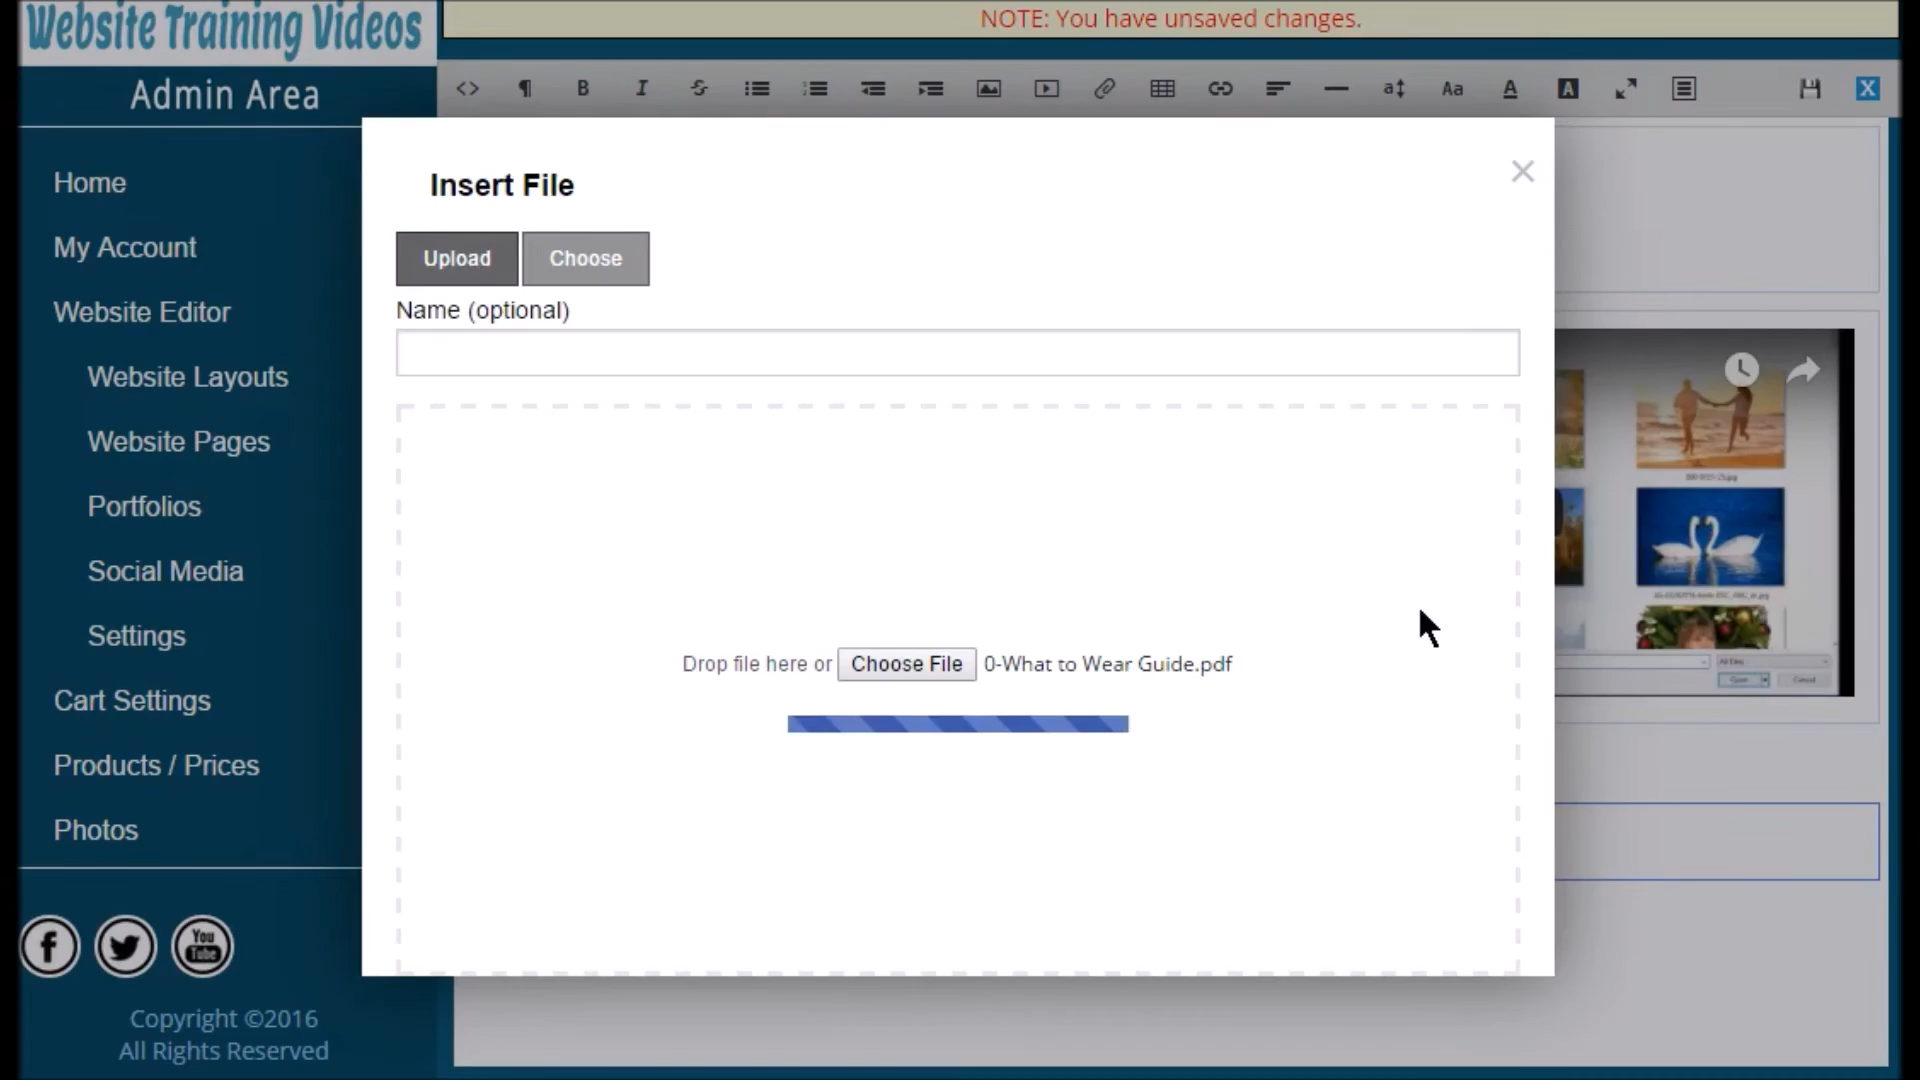 Website Training Videos
Admin Area
Home
My Account
Website Editor
Website Layouts
Website Pages
Portfolios
Social Media
Settings
Cart Settings
Products / Prices
Photos
You
Tube
Copyright ©2016
All Rights Reserved
NOTE: You have unsaved changes.
Insert File
Upload
Choose
Name (optional)
Drop file here or Choose File 0-What to Wear Guide.pdf